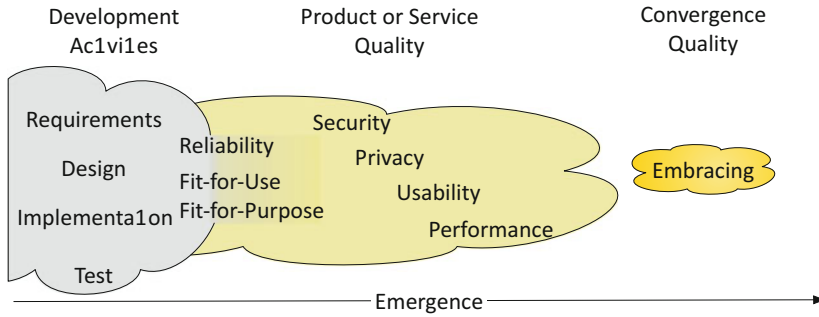 Development
Ac1vi1es
Product or Service
Quality
Convergence
Quality
Requirements
Design
Implementa1on
Test
Reliability
Fit-for-Use
Fit-for-Purpose
Security
Privacy
Usability
Performance
Embracing
Emergence